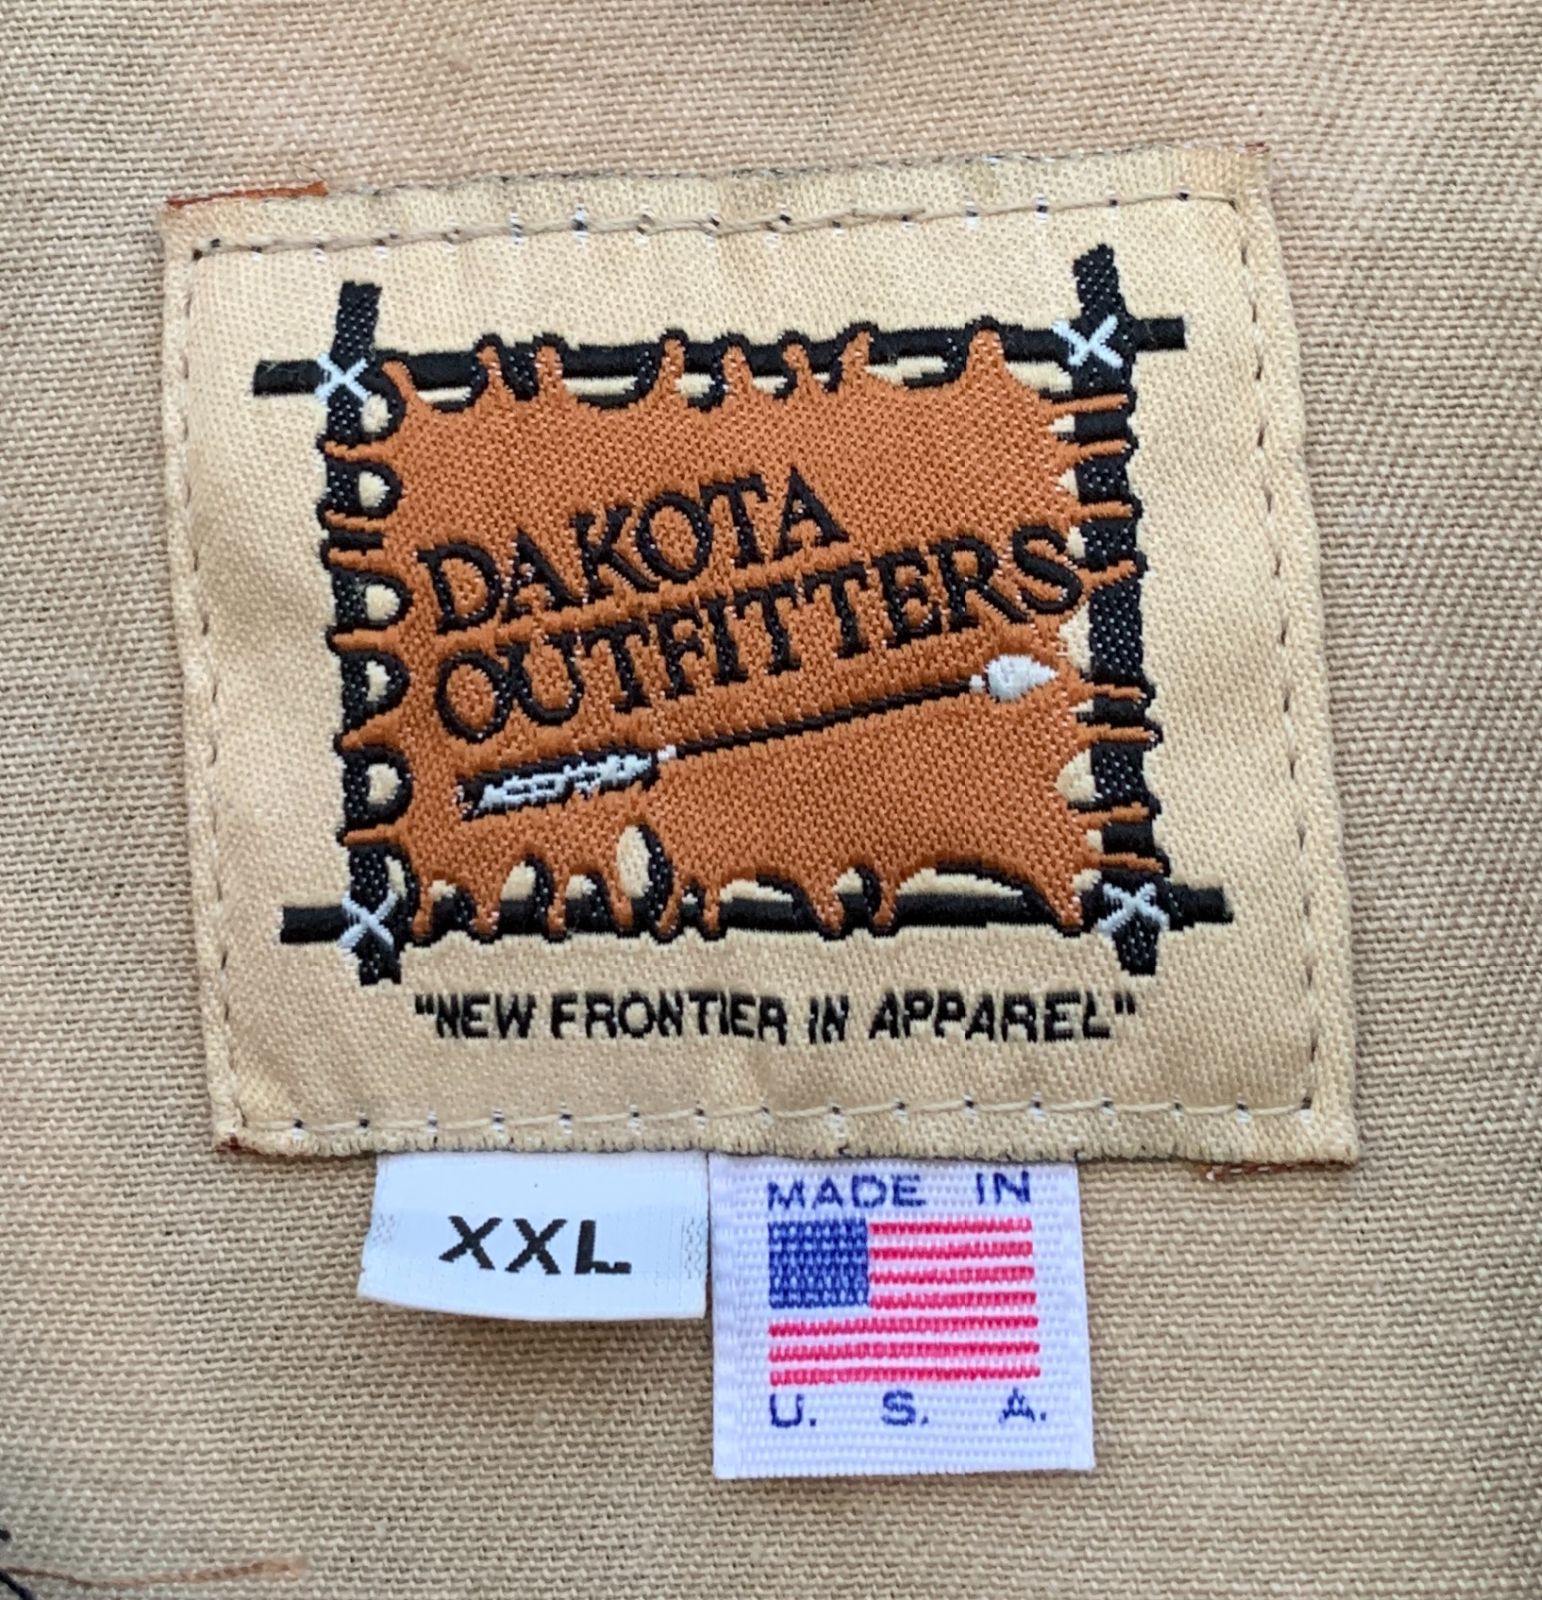 DAKOTA
OUTFITTERS
"NEW FRONTIER IN APPAREL"
XXL
MADE IN
U. S. A.